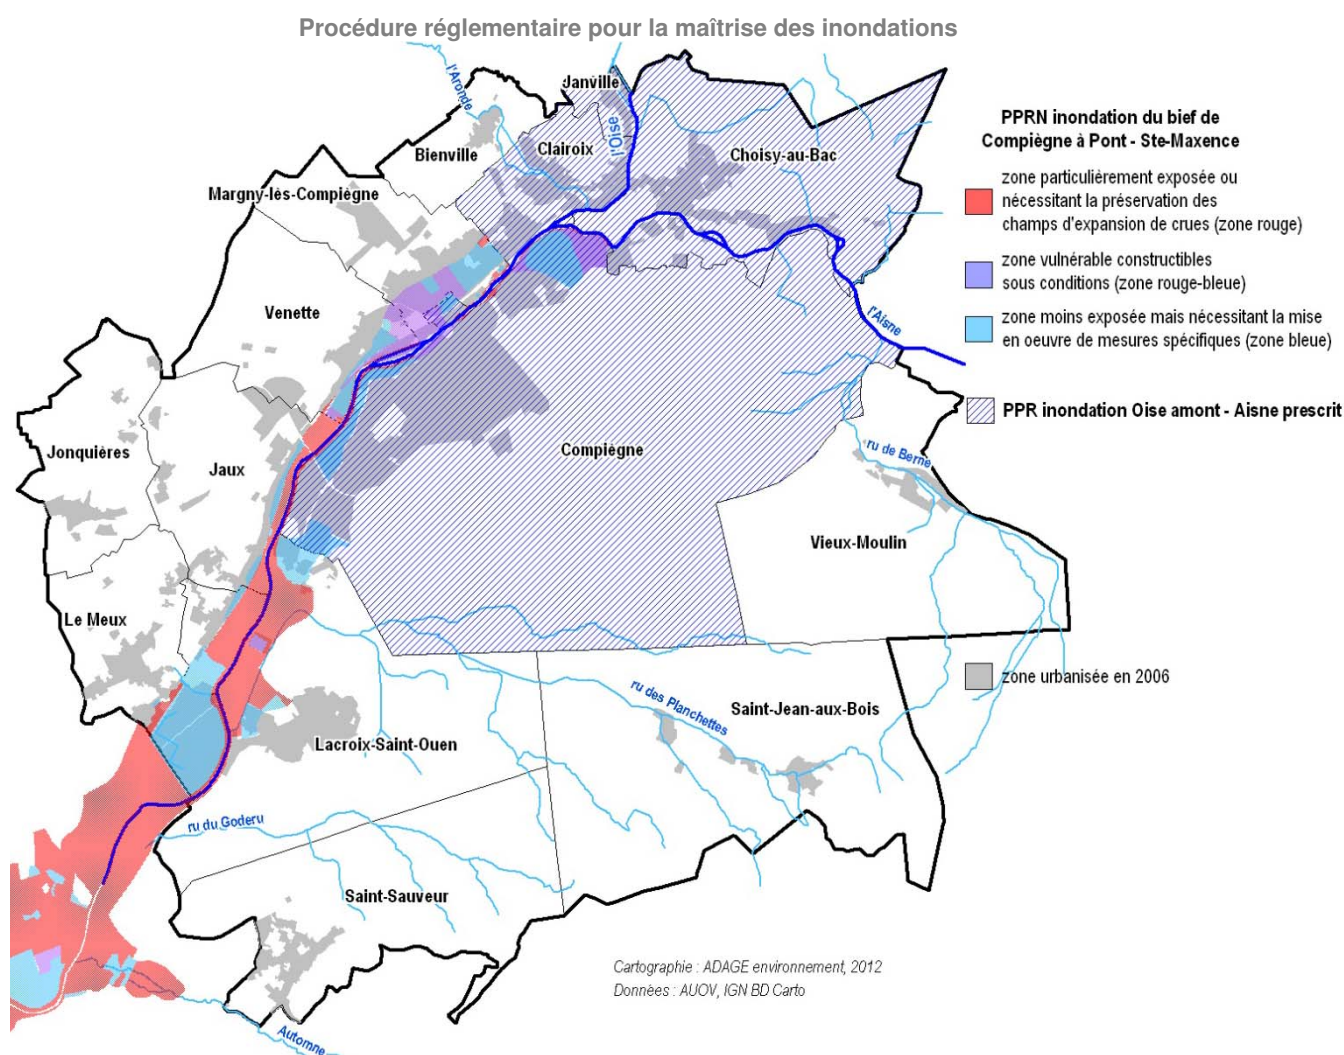 Procédure réglementaire pour la maîtrise des inondations
Janville
l'Aronde
l'Oise
Bienville
Clairoix
Choisy-au-Bac
Margny-lès-Compiègne
Venette
l'Aisne
Jonquières
Jaux
Compiègne
ru de Berne
Vieux-Moulin
Le Meux
ru des Planchettes
Saint-Jean-aux-Bois
Lacroix-Saint-Ouen
ru du Goderu
Saint-Sauveur
Automne
PPRN inondation du bief de
Compiègne à Pont - Ste-Maxence
zone particulièrement exposée ou
nécessitant la préservation des
champs d'expansion de crues (zone rouge)
zone vulnérable constructibles
sous conditions (zone rouge-bleue)
zone moins exposée mais nécessitant la mise
en oeuvre de mesures spécifiques (zone bleue)
PPR inondation Oise amont - Aisne prescrit
zone urbanisée en 2006
Cartographie : ADAGE environnement, 2012
Données : AUOV, IGN BD Carto